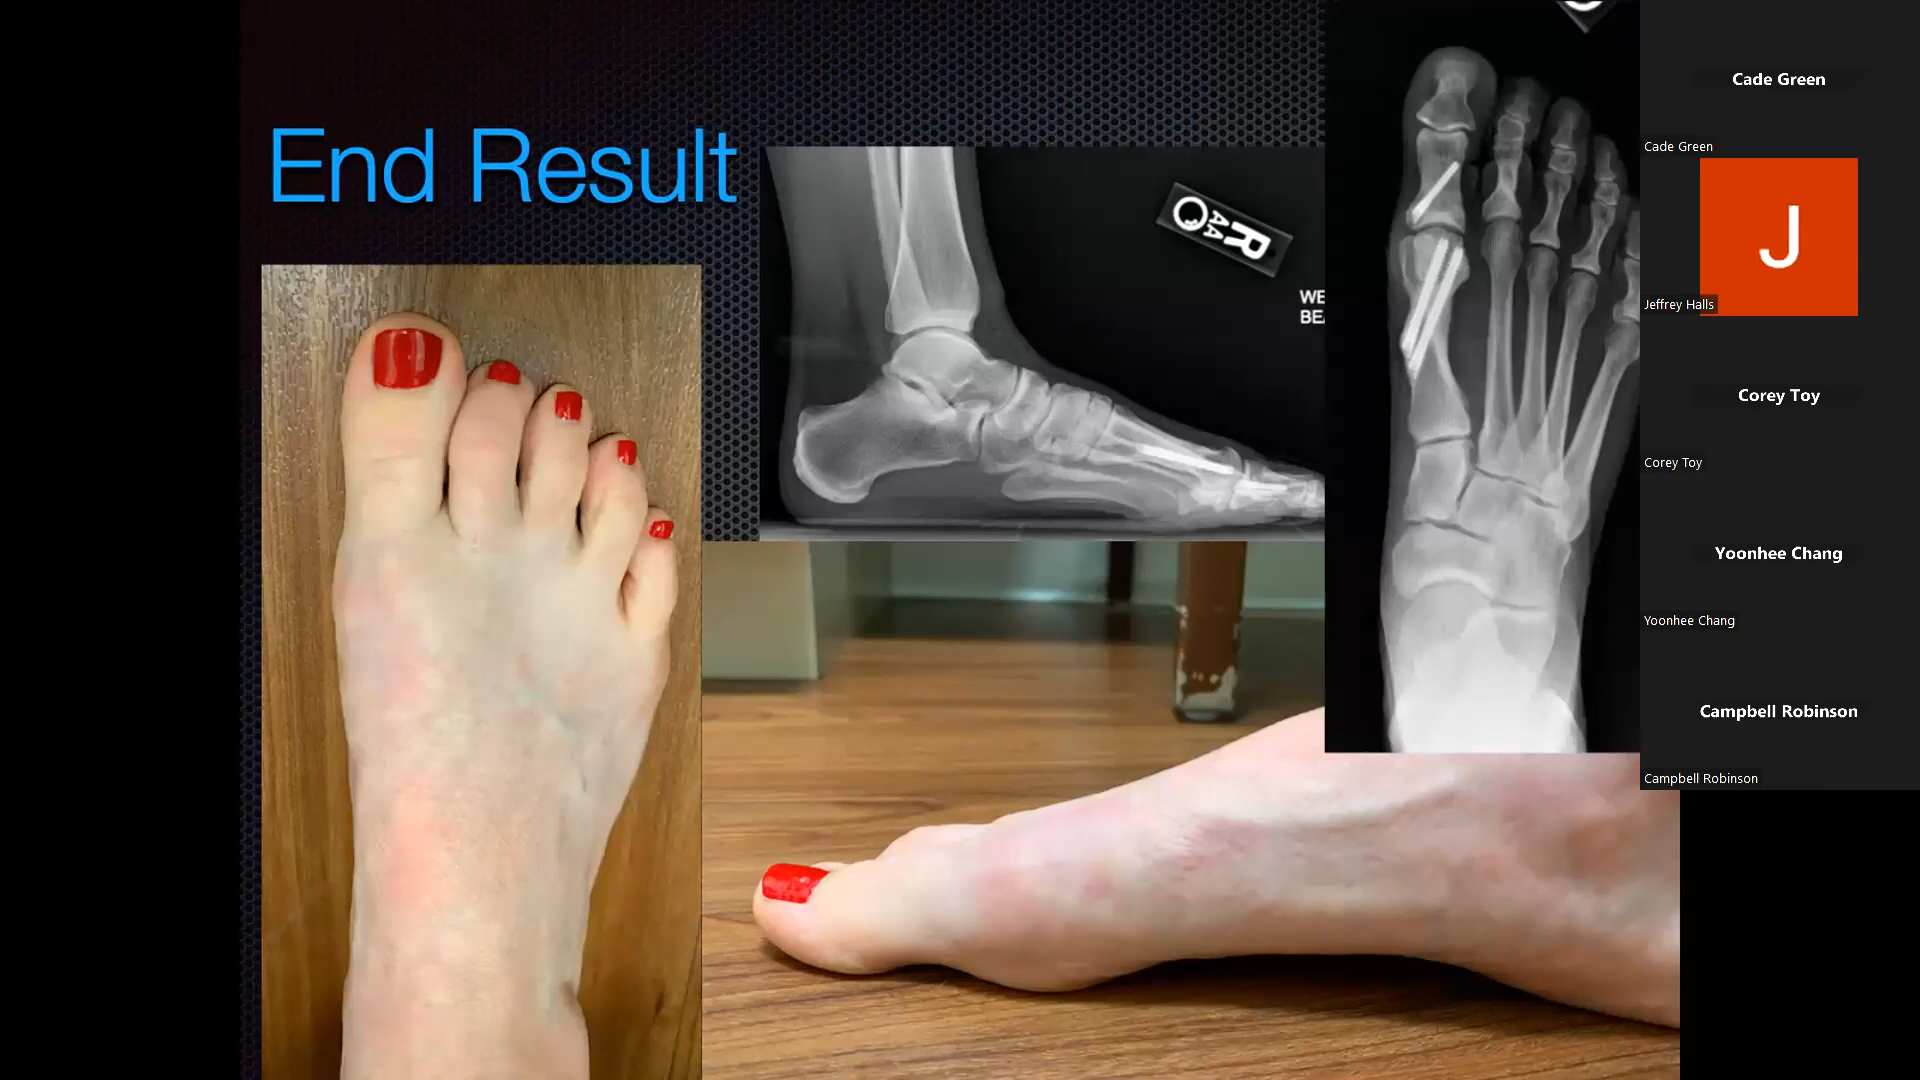 End Result
R
AA
WE
BE
Cade Green
Cade Green
J
Jeffrey Halls
Corey Toy
Corey Toy
Yoonhee Chang
Yoonhee Chang
Campbell Robinson
Campbell Robinson